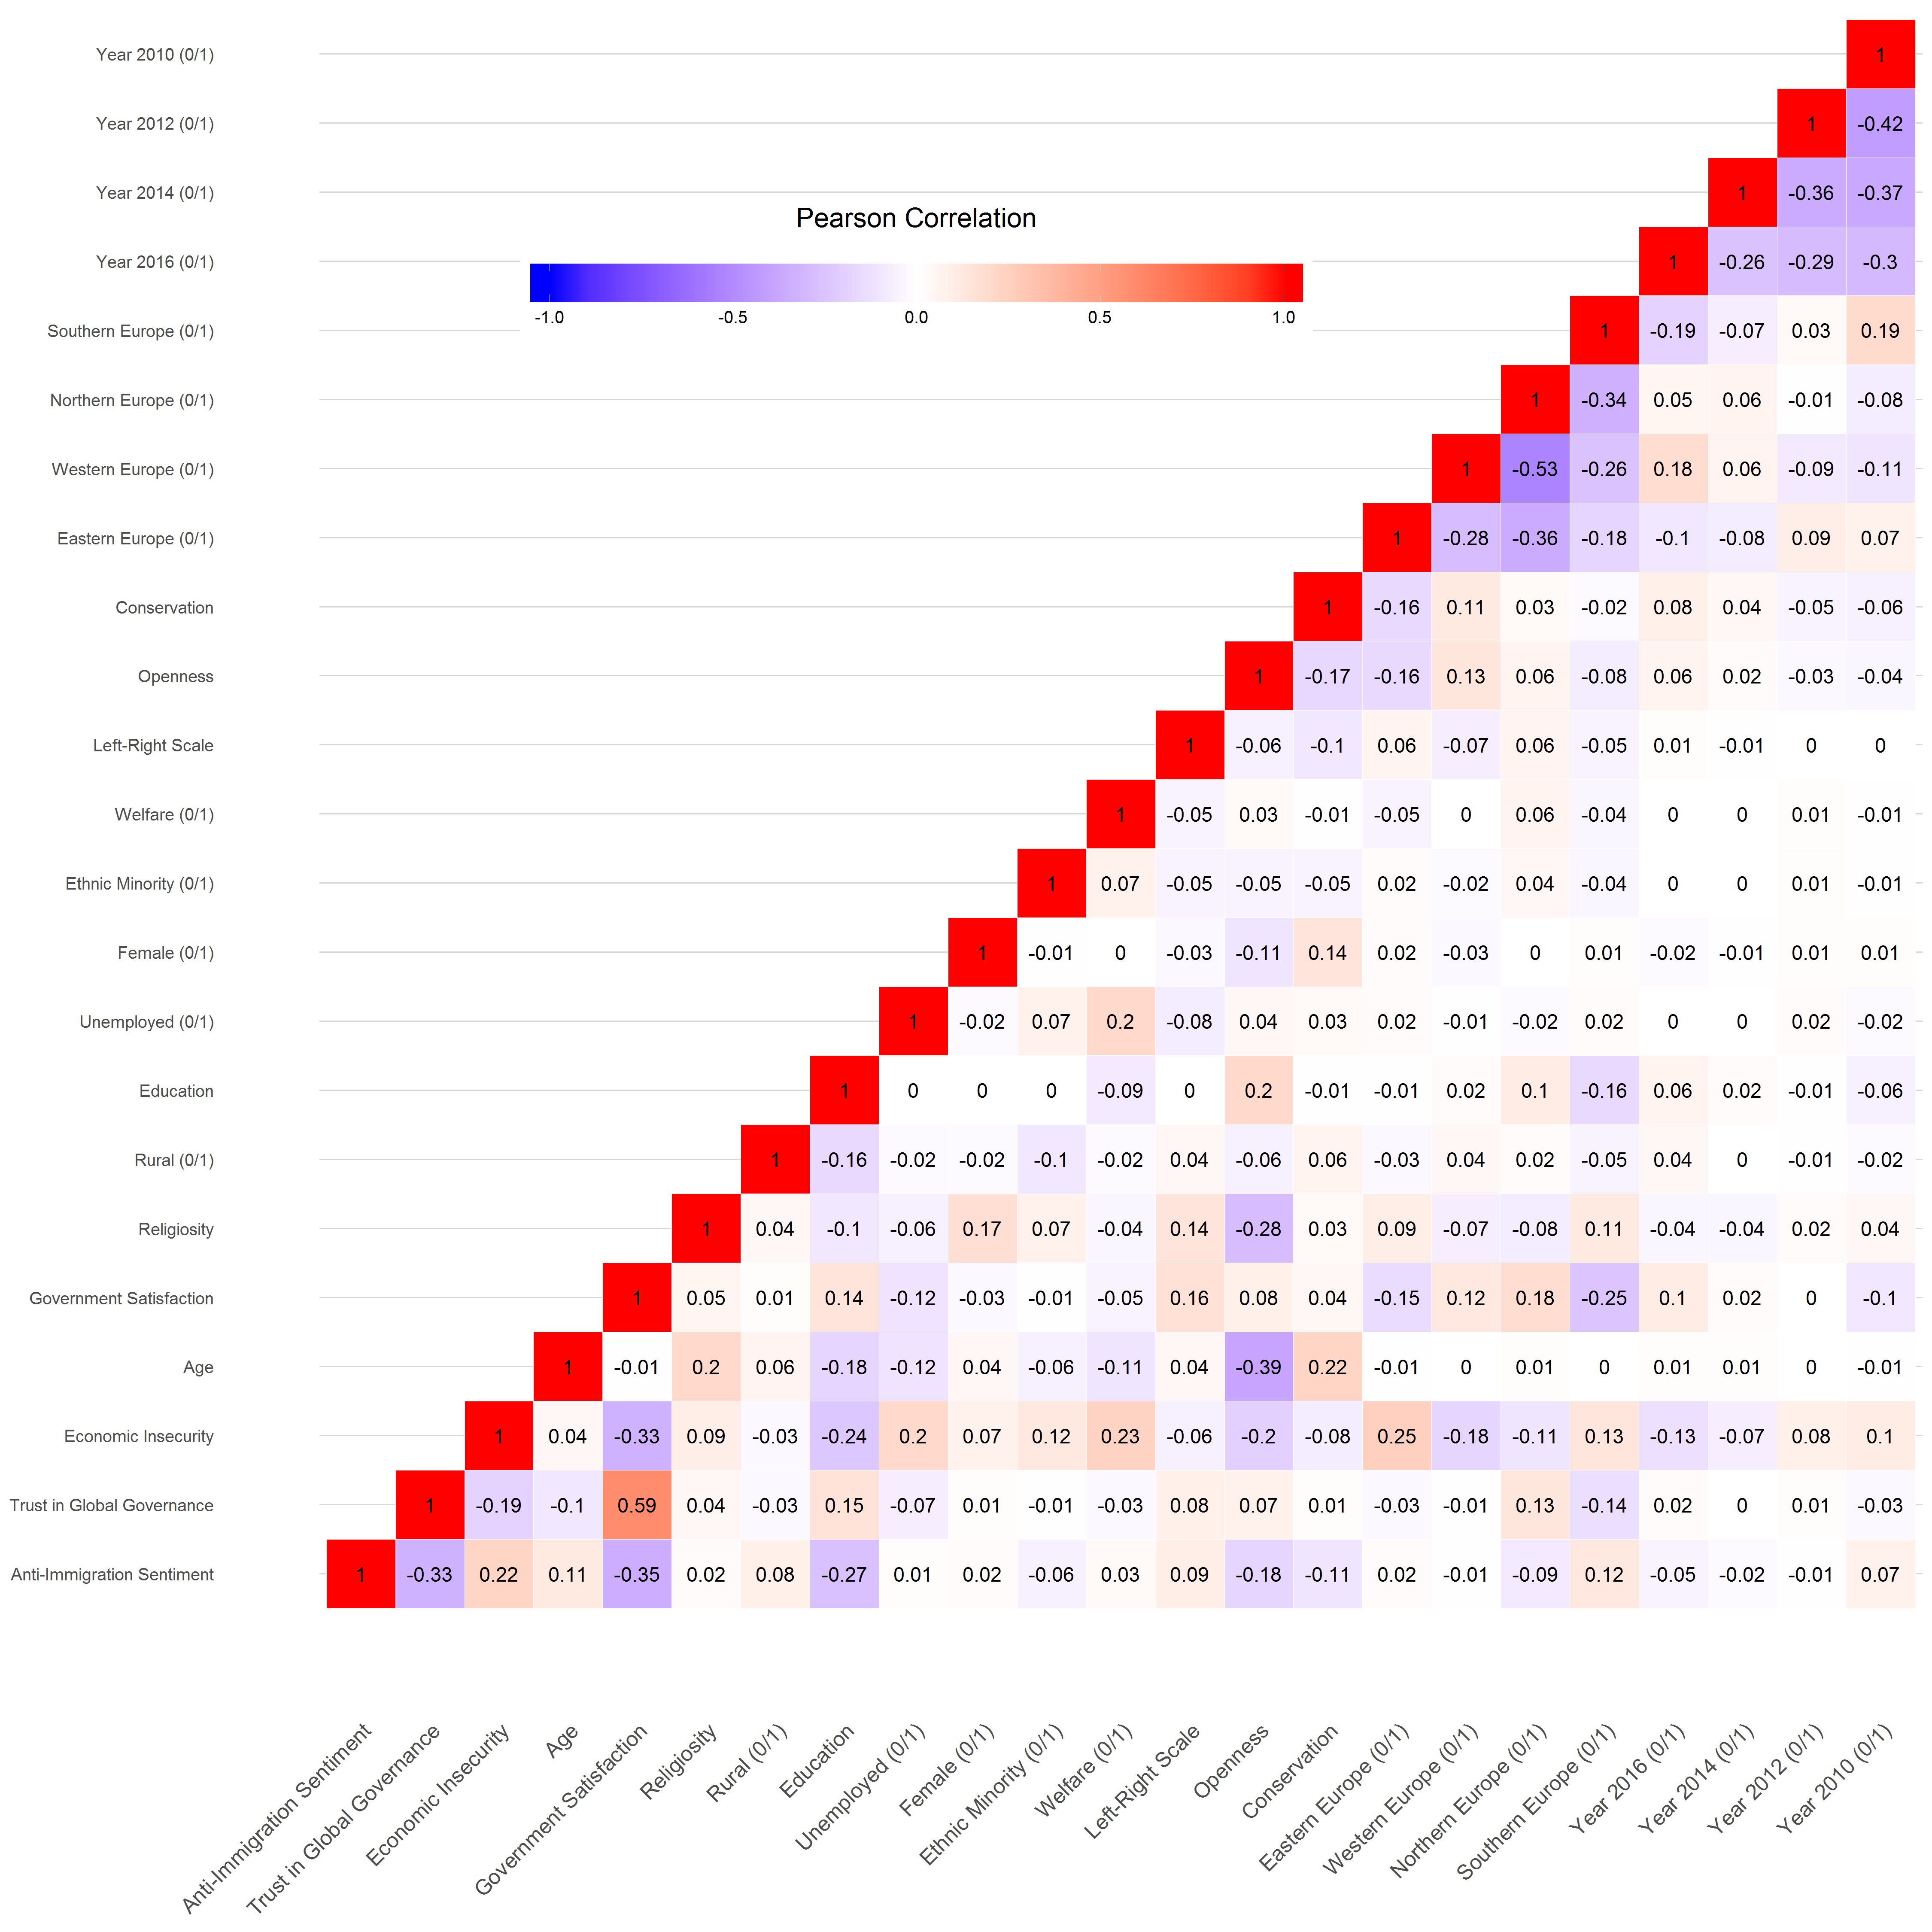 Year 2010 (0/1) 1
Year 2012 (0/1) 1 -0.42
Year 2014 (0/1) 1 -0.36 -0.37
Pearson Correlation
Year 2016 (0/1) 1 -0.26 -0.29 -0.3
-1.0 -0.5 0.0 0.5 1.0
Southern Europe (0/1) 1 -0.19 -0.07 0.03 0.19
Northern Europe (0/1) 1 -0.34 0.05 0.06 -0.01 -0.08
Western Europe (0/1) 1 -0.53 -0.26 0.18 0.06 -0.09 -0.11
Eastern Europe (0/1) 1 -0.28 -0.36 -0.18 -0.1 -0.08 0.09 0.07
Conservation 1 -0.16 0.11 0.03 -0.02 0.08 0.04 -0.05 -0.06
Openness 1 -0.17 -0.16 0.13 0.06 -0.08 0.06 0.02 -0.03 -0.04
Left-Right Scale 1 -0.06 -0.1 0.06 -0.07 0.06 -0.05 0.01 -0.01 0 0
Welfare (0/1) 1 -0.05 0.03 -0.01 -0.05 0 0.06 -0.04 0 0 0.01 -0.01
Ethnic Minority (0/1) 1 0.07 -0.05 -0.05 -0.05 0.02 -0.02 0.04 -0.04 0 0 0.01 -0.01
Female (0/1) 1 -0.01 0 -0.03 -0.11 0.14 0.02 -0.03 0 0.01 -0.02 -0.01 0.01 0.01
Unemployed (0/1) 1 -0.02 0.07 0.2 -0.08 0.04 0.03 0.02 -0.01 -0.02 0.02 0 0 0.02 -0.02
Education 1 0 0 0 -0.09 0 0.2 -0.01 -0.01 0.02 0.1 -0.16 0.06 0.02 -0.01 -0.06
Rural (0/1) 1 -0.16 -0.02 -0.02 -0.1 -0.02 0.04 -0.06 0.06 -0.03 0.04 0.02 -0.05 0.04 0 -0.01 -0.02
Religiosity 1 0.04 -0.1 -0.06 0.17 0.07 -0.04 0.14 -0.28 0.03 0.09 -0.07 -0.08 0.11 -0.04 -0.04 0.02 0.04
Government Satisfaction 1 0.05 0.01 0.14 -0.12 -0.03 -0.01 -0.05 0.16 0.08 0.04 -0.15 0.12 0.18 -0.25 0.1 0.02 0 -0.1
Age 1 -0.01 0.2 0.06 -0.18 -0.12 0.04 -0.06 -0.11 0.04 -0.39 0.22 -0.01 0 0.01 0 0.01 0.01 0 -0.01
Economic Insecurity 1 0.04 -0.33 0.09 -0.03 -0.24 0.2 0.07 0.12 0.23 -0.06 -0.2 -0.08 0.25 -0.18 -0.11 0.13 -0.13 -0.07 0.08 0.1
Trust in Global Governance 1 -0.19 -0.1 0.59 0.04 -0.03 0.15 -0.07 0.01 -0.01 -0.03 0.08 0.07 0.01 -0.03 -0.01 0.13 -0.14 0.02 0 0.01 -0.03
Anti-Immigration Sentiment 1 -0.33 0.22 0.11 -0.35 0.02 0.08 -0.27 0.01 0.02 -0.06 0.03 0.09 -0.18 -0.11 0.02 -0.01 -0.09 0.12 -0.05 -0.02 -0.01 0.07
Anti-Immigration Sentiment
Trust in Global Governance
Economic Insecurity
Age
Government Satisfaction
Religiosity
Rural (0/1)
Education
Unemployed (0/1)
Female (0/1)
Ethnic Minority (0/1)
Welfare (0/1)
Left-Right Scale
Openness
Conservation
Eastern Europe (0/1)
Western Europe (0/1)
Northern Europe (0/1)
Southern Europe (0/1)
Year 2016 (0/1)
Year 2014 (0/1)
Year 2012 (0/1)
Year 2010 (0/1)